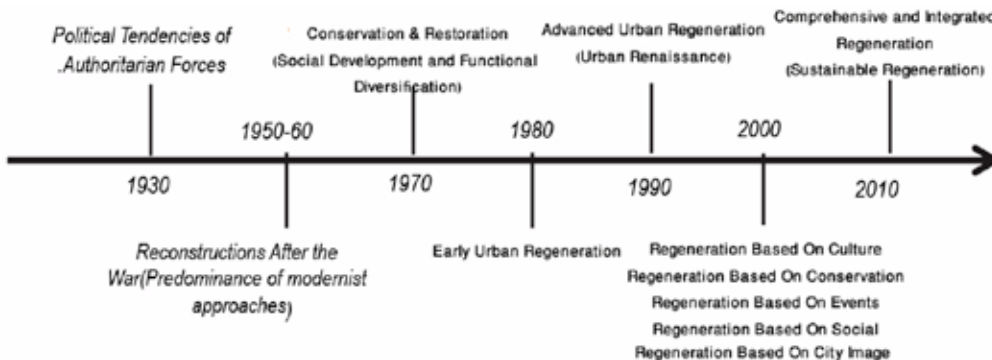 Political Tendencies of
.Authoritarian Forces
Conservation & Restoration
(Social Development and Functional
Diversification)
Advanced Urban Regeneration
(Urban Renaissance)
Comprehensive and Integrated
Regeneration
(Sustainable Regeneration)
1950-60
1980
2000
1930
1970
1990
2010
Reconstructions After the
War(Predominance of modernist
approaches)
Early Urban Regeneration
Regeneration Based On Culture
Regeneration Based On Conservation
Regeneration Based On Events
Regeneration Based On Social
Regeneration Based On City Image